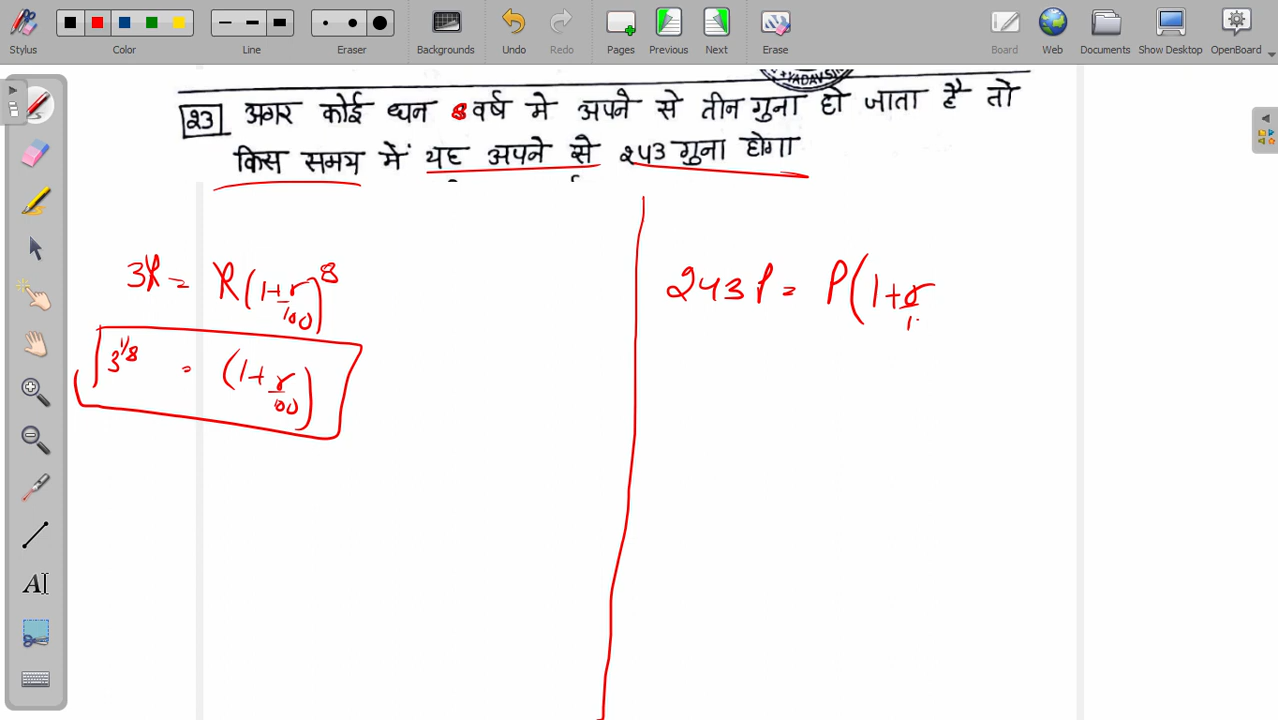 Stylus
Color
Line
Eraser
Backgrounds
Undo
Redo
Pages
Previous
Next
Erase
Board
Web
Documents
Show Desktop
OpenBoard
YADAV
23 अगर कोई धन 8 वर्ष मे अपने से तीन गुना हो जाता है तो
किस समय में यह अपने से 243 गुना होगा
3P = P(1+r/100)^8
3^1/8 = (1+r/100)
243P = P(1+r/1
A